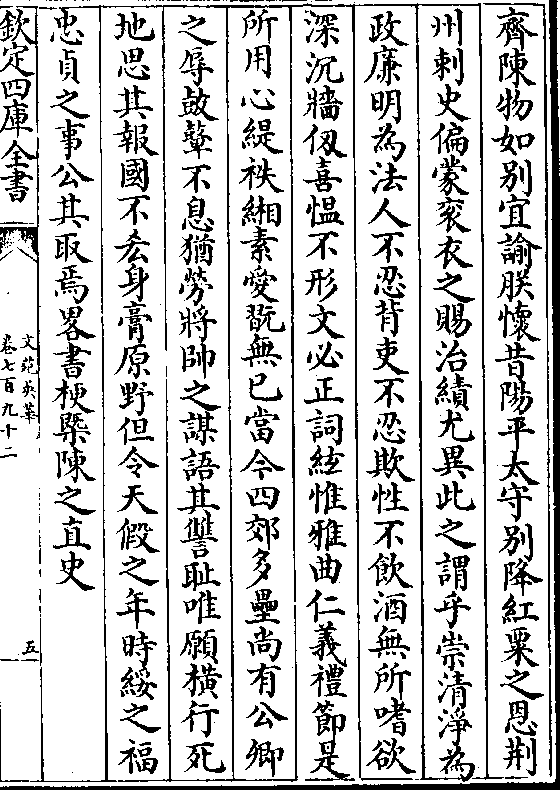 齊陳物如别宜諭朕懷昔陽平太守别降紅粟之恩荆
州刺史偏蒙衮衣之賜治績尤異此之謂乎崇清淨為
政廉明為法人不忍背吏不忍欺性不飲酒無所嗜欲
深沉牆仭喜愠不形文必正詞絃惟雅曲仁義禮節是
所用心緹袠緗素愛翫無已當今四郊多壘尚有公卿
之辱鼓鼙不息猶勞將帥之謀語其讐耻唯願橫行死
地思其報國不𠫤身膏原野但令天假之年時綏之福
忠貞之事公其取焉畧書梗槩陳之直史
欽定四庫全書
文苑英華
卷七百九十二
五